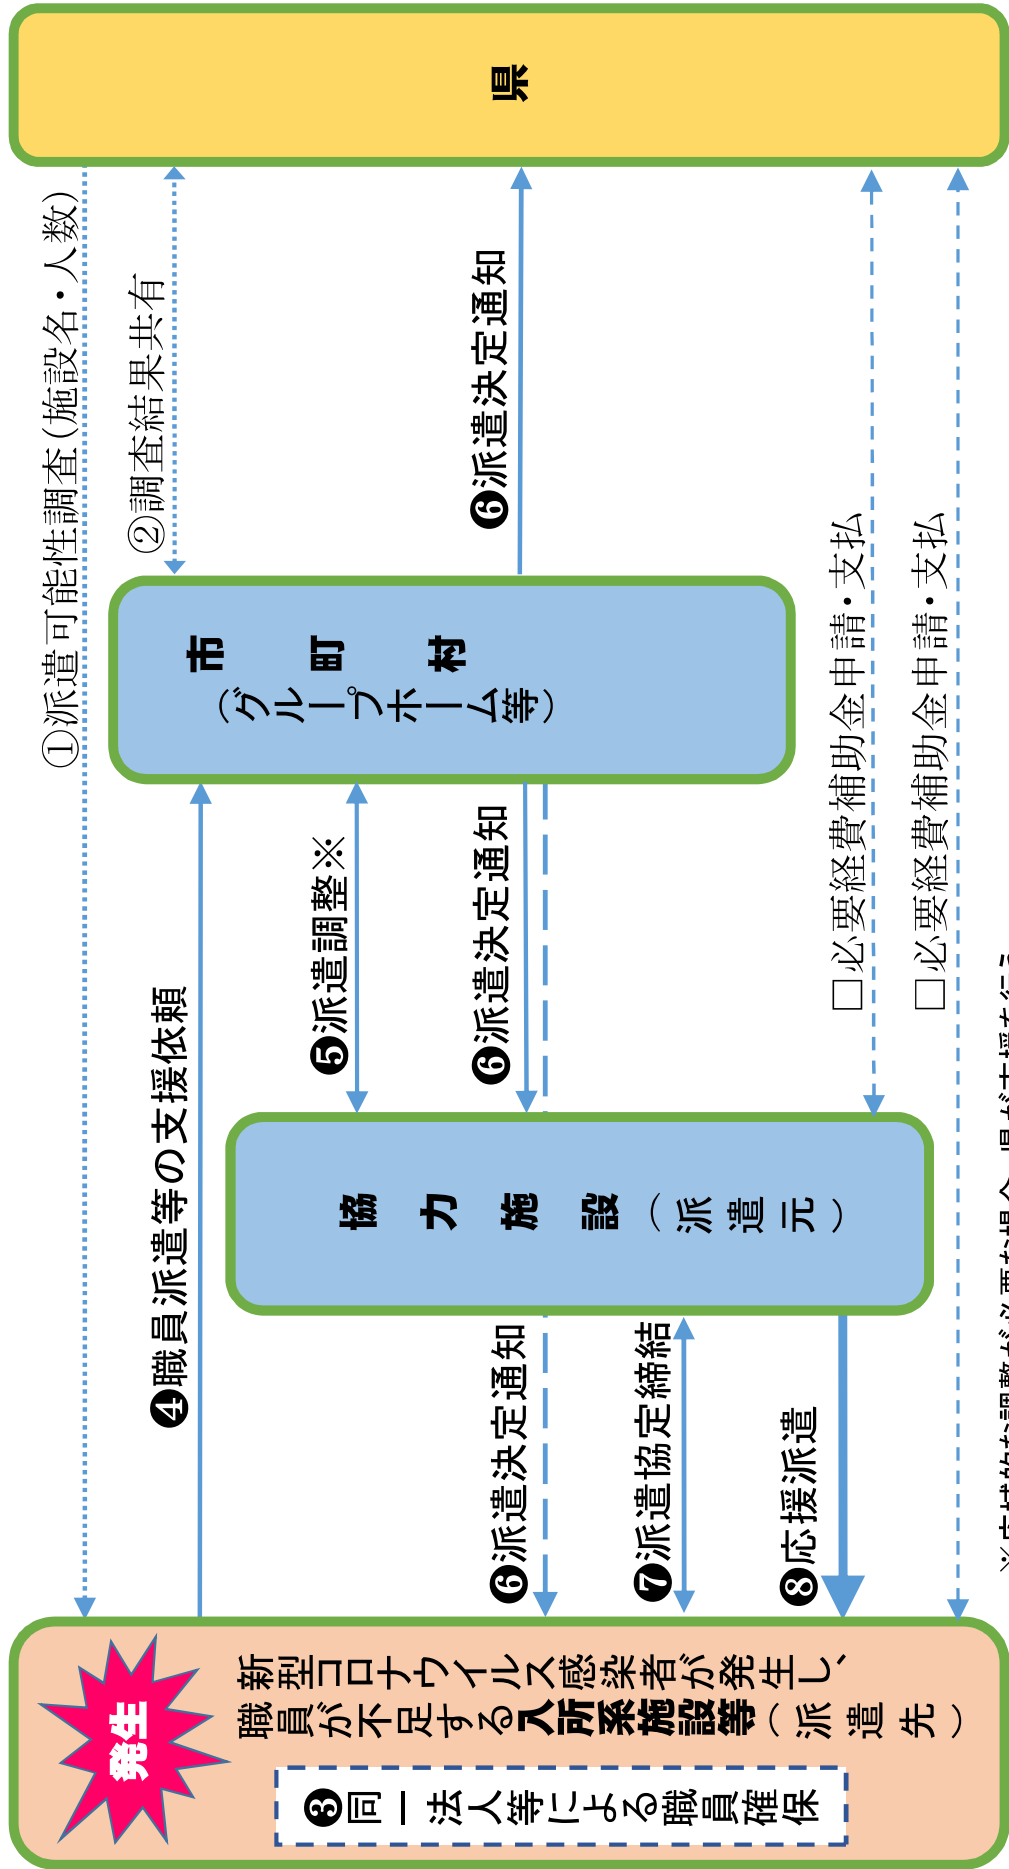 発生
新型コロナウイルス感染者が発生し、
職員が不足する入所系施設等（派遣先）
❸同一法人等による職員確保
①派遣可能性調査（施設名・人数）
②調査結果共有
❹職員派遣等の支援依頼
❺派遣調整※
❻派遣決定通知
❻派遣決定通知
❻派遣決定通知
❼派遣協定締結
❽応援派遣
協力施設（派遣元）
市町村
（グループホーム等）
県
□必要経費補助金申請・支払
□必要経費補助金申請・支払